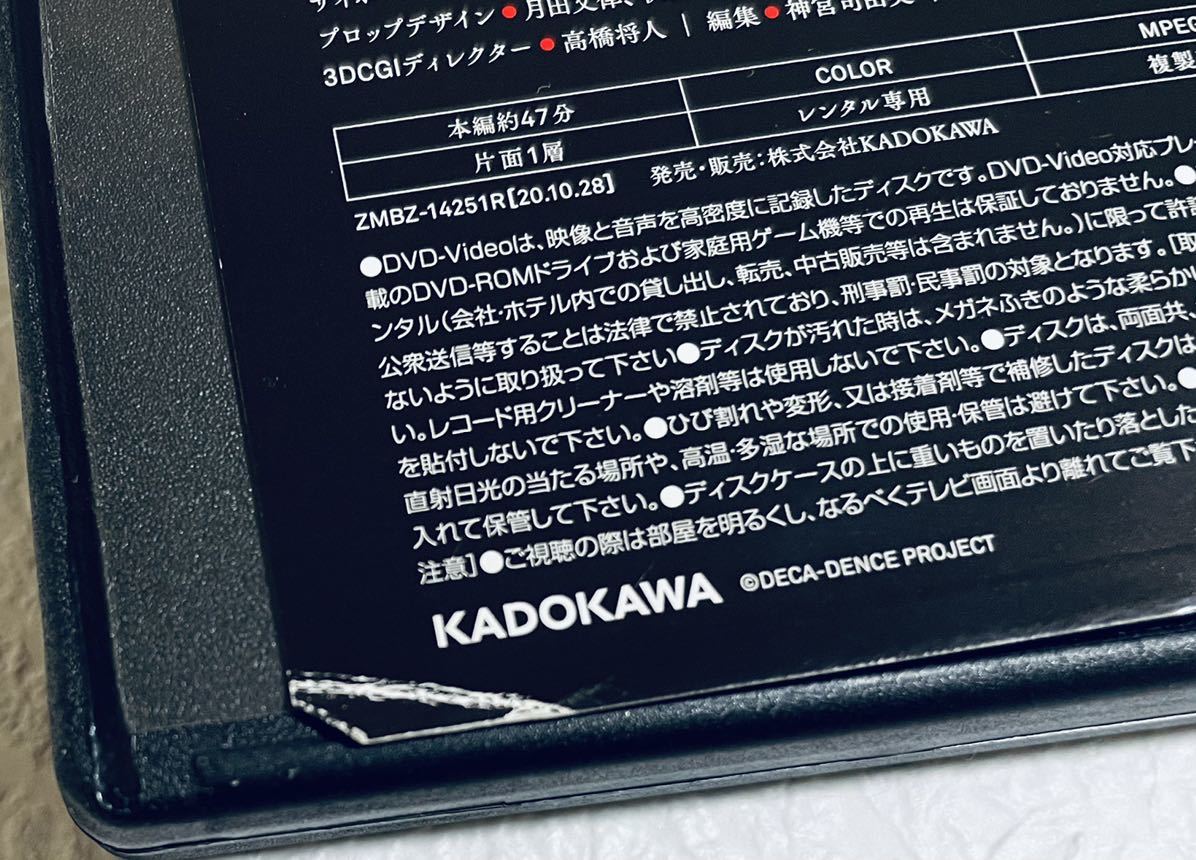 プロップデザイン●月田文律、
3DCGIディレクター●高橋将人 | 編集●神宮司由美
本編約47分 COLOR MPEG
片面1層 レンタル専用 複製
ZMBZ-14251R[20.10.28] 発売・販売:株式会社KADOKAWA
●DVD-Videoは、映像と音声を高密度に記録したディスクです。DVD-Video対応プレー
載のDVD-ROMドライブおよび家庭用ゲーム機等での再生は保証しておりません。●
ンタル(会社・ホテル内での貸し出し、転売、中古販売等は含まれません。)に限って許諾
公衆送信等することは法律で禁止されており、刑事罰・民事罰の対象となります。[取
ないように取り扱って下さい●ディスクが汚れた時は、メガネふきのような柔らかい
い。レコード用クリーナーや溶剤等は使用しないで下さい。●ディスクは、両面共、
を貼付しないで下さい。●ひび割れや変形、又は接着剤等で補修したディスクは
直射日光の当たる場所や、高温・多湿な場所での使用・保管は避けて下さい。●
入れて保管して下さい。●ディスクケースの上に重いものを置いたり落とした
注意]●ご視聴の際は部屋を明るくし、なるべくテレビ画面より離れてご覧下
KADOKAWA ©DECA-DENCE PROJECT